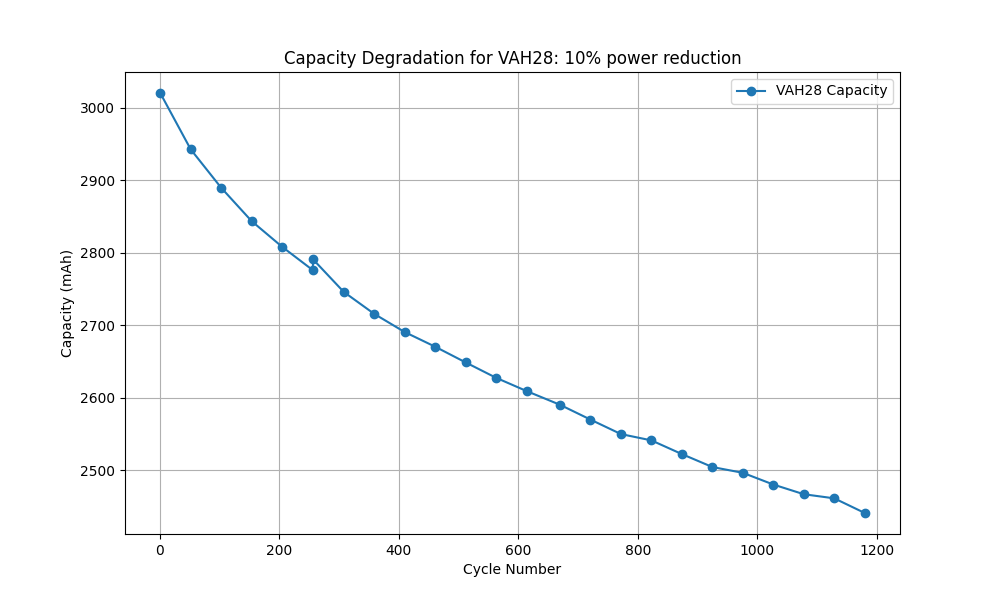 Capacity Degradation for VAH28: 10% power reduction
VAH28 Capacity
Capacity (mAh)
3000
2900
2800
2700
2600
2500
0 200 400 600 800 1000 1200
Cycle Number